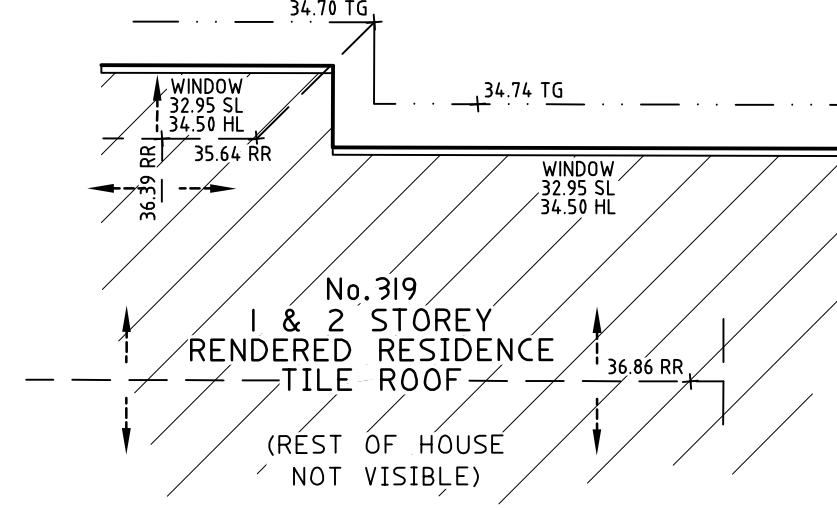 34.70 TG
34.74 TG
WINDOW
32.95 SL
34.50 HL
35.64 RR
36.39 RR
WINDOW
32.95 SL
34.50 HL
No.319
1 & 2 STOREY
RENDERED RESIDENCE
TILE ROOF
36.86 RR
(REST OF HOUSE
NOT VISIBLE)